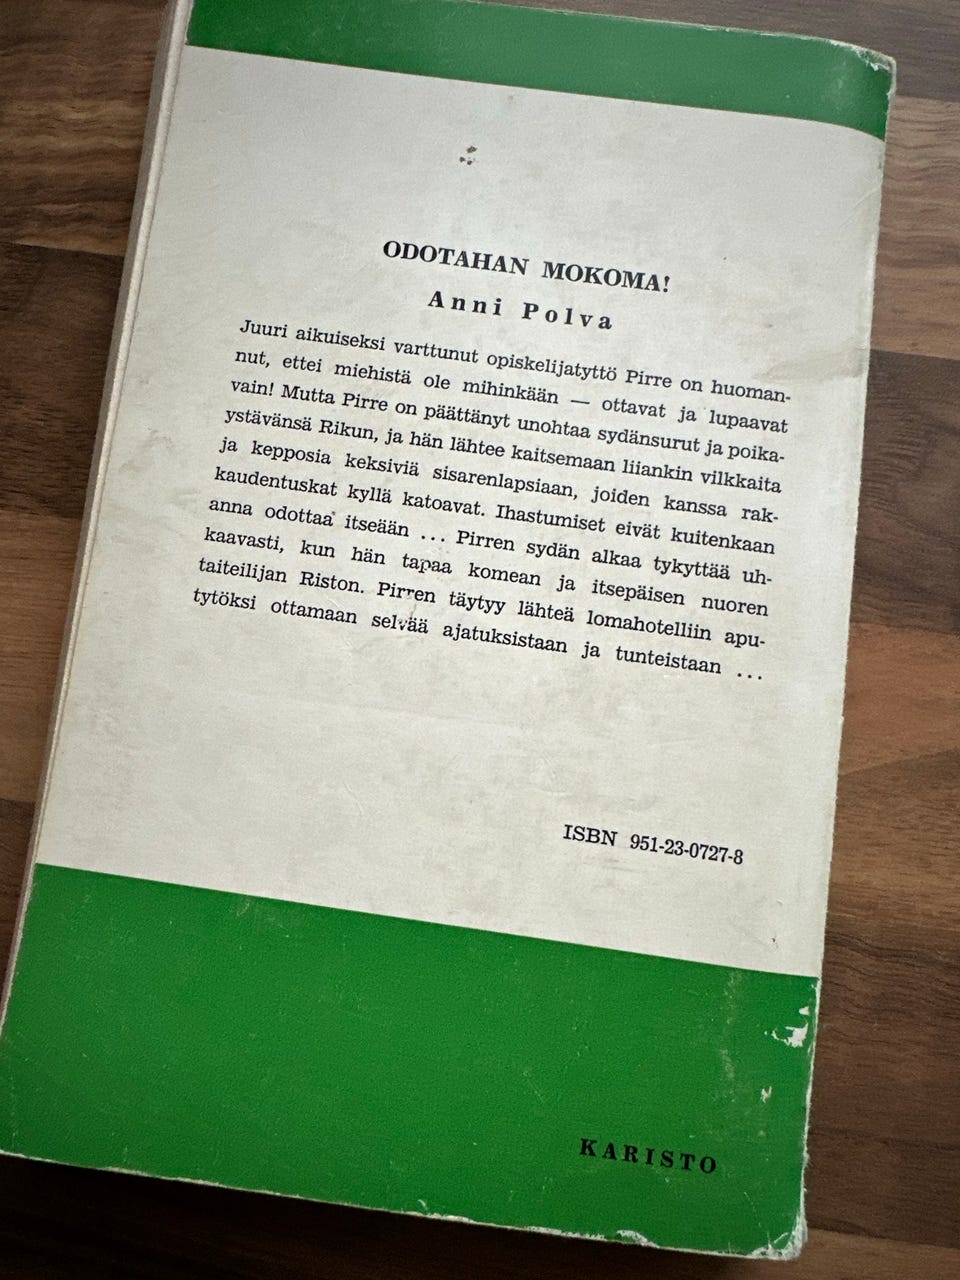 ODOTAHAN MOKOMA!
Anni Polva
Juuri aikuiseksi varttunut opiskelijatyttö Pirre on huoman-
nut, ettei miehistä ole mihinkään — ottavat ja lupaavat
vain! Mutta Pirre on päättänyt unohtaa sydänsurut ja poika-
ystävänsä Rikun, ja hän lähtee kaitsemaan liiankin vilkkaita
ja kepposia keksiviä sisarenlapsiaan, joiden kanssa rak-
kaudentuskat kyllä katoavat. Ihastumiset eivät kuitenkaan
anna odottaa itseään ... Pirren sydän alkaa tykyttää uh-
kaavasti, kun hän tapaa komean ja itsepäisen nuoren
taiteilijan Riston. Pirren täytyy lähteä lomahotelliin apu-
tytöksi ottamaan selvää ajatuksistaan ja tunteistaan ...
ISBN 951-23-0727-8
KARISTO